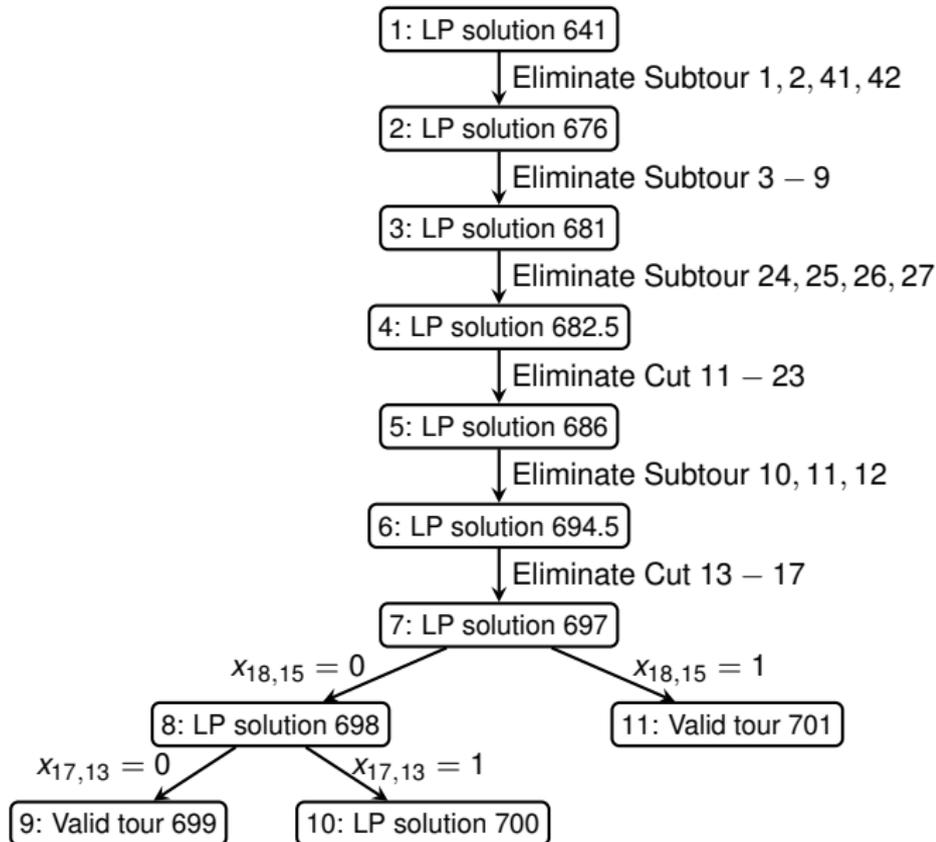 1: LP solution 641
Eliminate Subtour 1, 2, 41, 42
2: LP solution 676
Eliminate Subtour 3 – 9
3: LP solution 681
Eliminate Subtour 24, 25, 26, 27
4: LP solution 682.5
Eliminate Cut 11 – 23
5: LP solution 686
Eliminate Subtour 10, 11, 12
6: LP solution 694.5
Eliminate Cut 13 – 17
7: LP solution 697
x₁₈,₁₅ = 0
x₁₈,₁₅ = 1
8: LP solution 698
11: Valid tour 701
x₁₇,₁₃ = 0
x₁₇,₁₃ = 1
9: Valid tour 699
10: LP solution 700